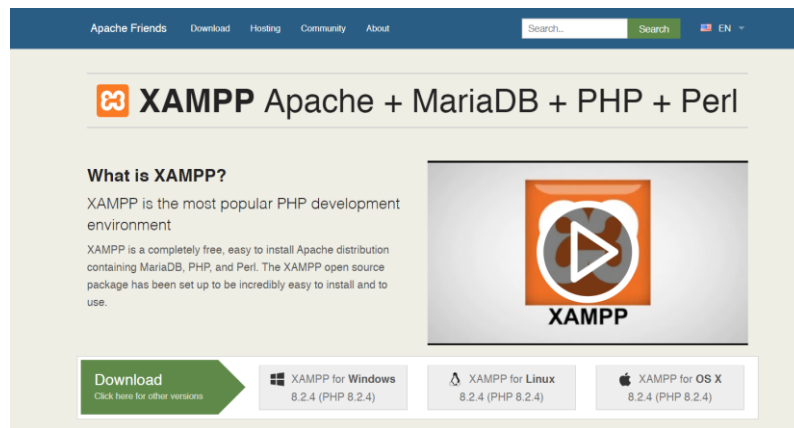 Apache Friends Download Hosting Community About Search... Search EN
XAMPP Apache + MariaDB + PHP + Perl
What is XAMPP?
XAMPP is the most popular PHP development
environment
XAMPP is a completely free, easy to install Apache distribution
containing MariaDB, PHP, and Perl. The XAMPP open source
package has been set up to be incredibly easy to install and to
use.
XAMPP
Download
Click here for other versions
XAMPP for Windows
8.2.4 (PHP 8.2.4)
XAMPP for Linux
8.2.4 (PHP 8.2.4)
XAMPP for OS X
8.2.4 (PHP 8.2.4)